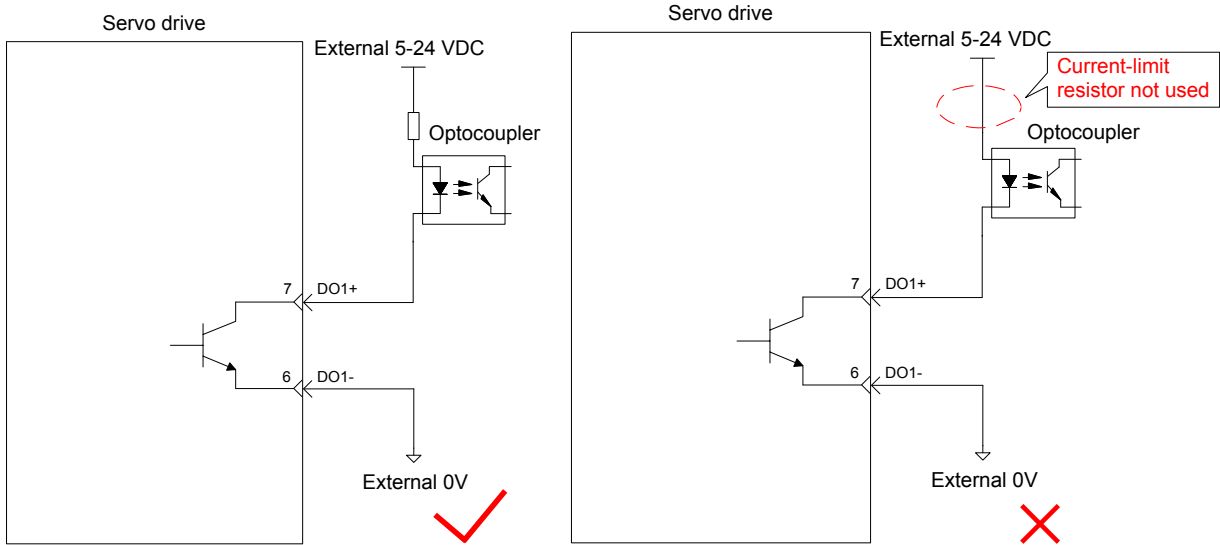 Servo drive
External 5-24 VDC
Optocoupler
7
DO1+
6
DO1-
External 0V
Servo drive
External 5-24 VDC
Current-limit
resistor not used
Optocoupler
7
DO1+
6
DO1-
External 0V